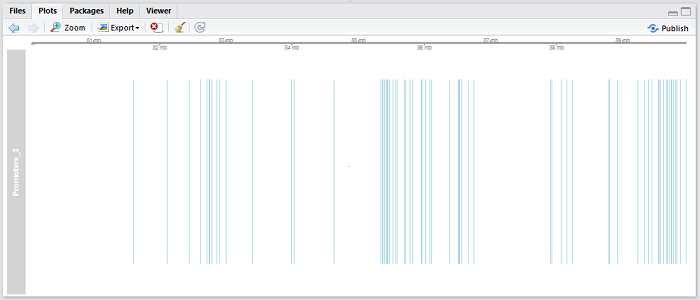 Files Plots Packages Help Viewer
Zoom Export Publish
81 mb 83 mb 85 mb 87 mb 89 mb
82 mb 84 mb 86 mb 88 mb
Promoters_3